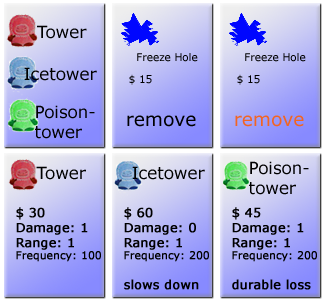 Tower
Icetower
Poison-
tower
Freeze Hole
$ 15
remove
Freeze Hole
$ 15
remove
Tower
$ 30
Damage: 1
Range: 1
Frequency: 100
Icetower
$ 60
Damage: 0
Range: 1
Frequency: 200
slows down
Poison-
tower
$ 45
Damage: 1
Range: 1
Frequency: 200
durable loss